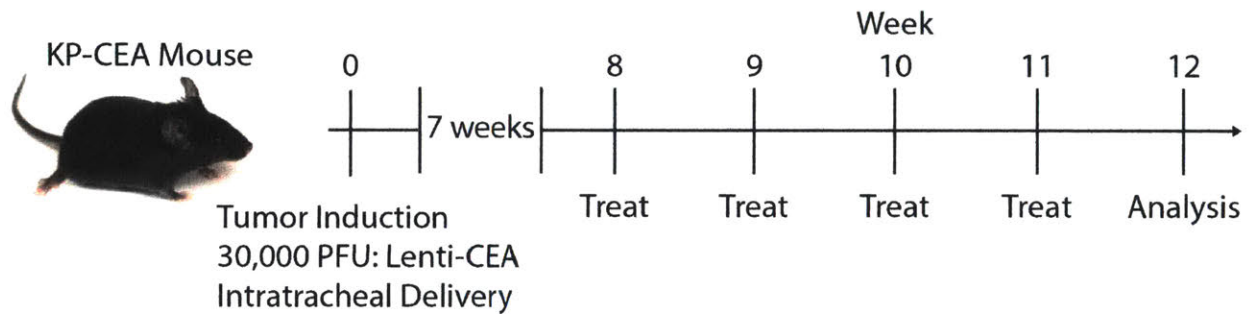 Week
KP-CEA Mouse
0 8 9 10 11 12
7 weeks
Treat Treat Treat Treat Analysis
Tumor Induction
30,000 PFU: Lenti-CEA
Intratracheal Delivery